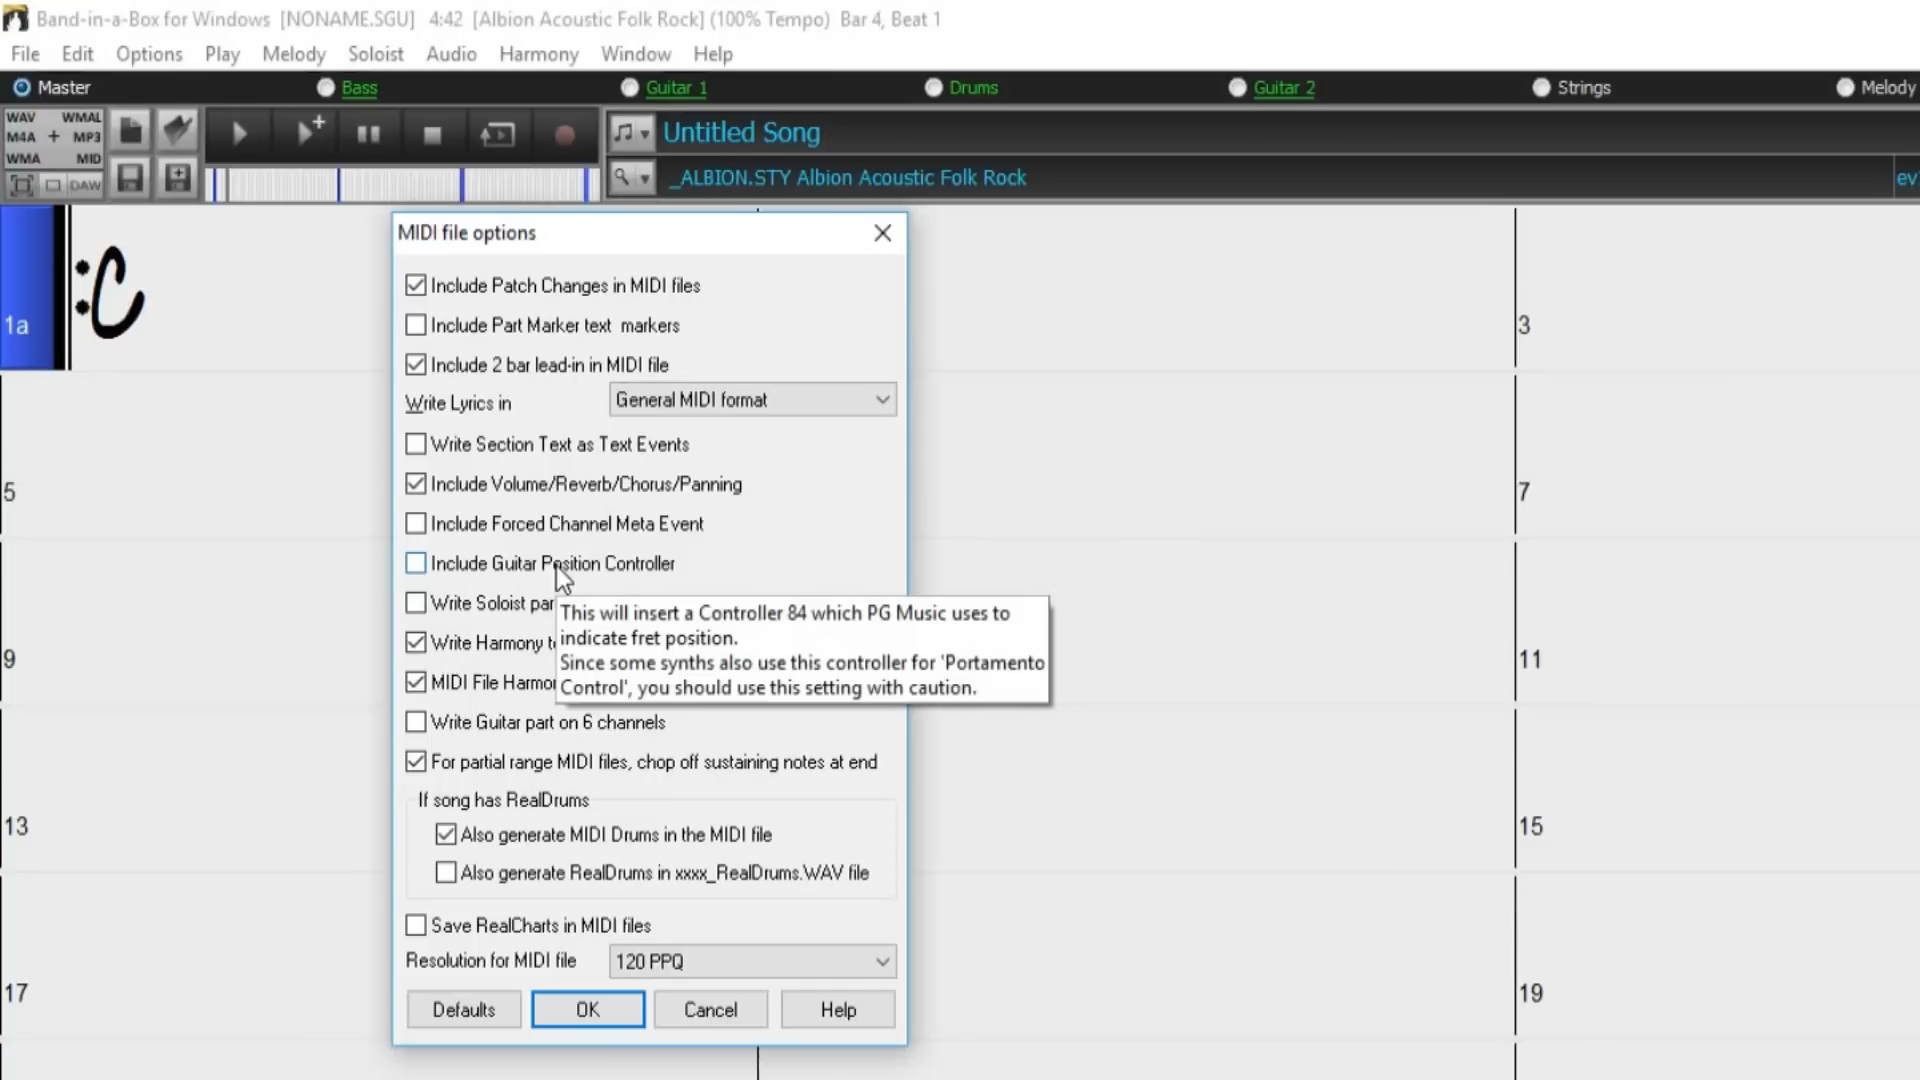 Band-in-a-Box for Windows [NONAME.SGU] 4:42 [Albion Acoustic Folk Rock] (100% Tempo) Bar 4, Beat 1
File Edit Options Play Melody Soloist Audio Harmony Window Help
Master Bass Guitar 1 Drums Guitar 2 Strings Melody
WAV WMAL
M4A + MP3
WMA MID
DAW
Untitled Song
_ALBION.STY Albion Acoustic Folk Rock
ev
1a
:C
3
5
7
9
11
13
15
17
19
MIDI file options
Include Patch Changes in MIDI files
Include Part Marker text markers
Include 2 bar lead-in in MIDI file
Write Lyrics in General MIDI format
Write Section Text as Text Events
Include Volume/Reverb/Chorus/Panning
Include Forced Channel Meta Event
Include Guitar Position Controller
Write Soloist par
Write Harmony t
MIDI File Harmo
This will insert a Controller 84 which PG Music uses to
indicate fret position.
Since some synths also use this controller for 'Portamento
Control', you should use this setting with caution.
Write Guitar part on 6 channels
For partial range MIDI files, chop off sustaining notes at end
If song has RealDrums
Also generate MIDI Drums in the MIDI file
Also generate RealDrums in xxxx_RealDrums.WAV file
Save RealCharts in MIDI files
Resolution for MIDI file 120 PPQ
Defaults OK Cancel Help